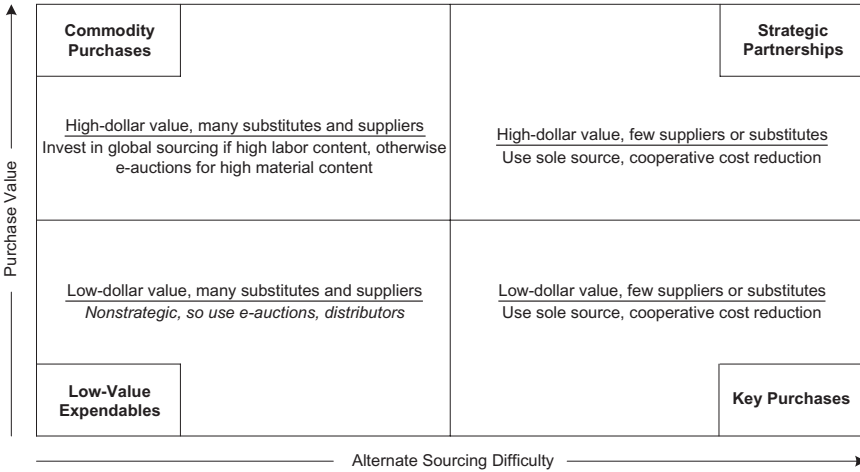 Commodity
Purchases
Strategic
Partnerships
High-dollar value, many substitutes and suppliers
Invest in global sourcing if high labor content, otherwise
e-auctions for high material content
High-dollar value, few suppliers or substitutes
Use sole source, cooperative cost reduction
Purchase Value
Low-dollar value, many substitutes and suppliers
Nonstrategic, so use e-auctions, distributors
Low-dollar value, few suppliers or substitutes
Use sole source, cooperative cost reduction
Low-Value
Expendables
Key Purchases
Alternate Sourcing Difficulty